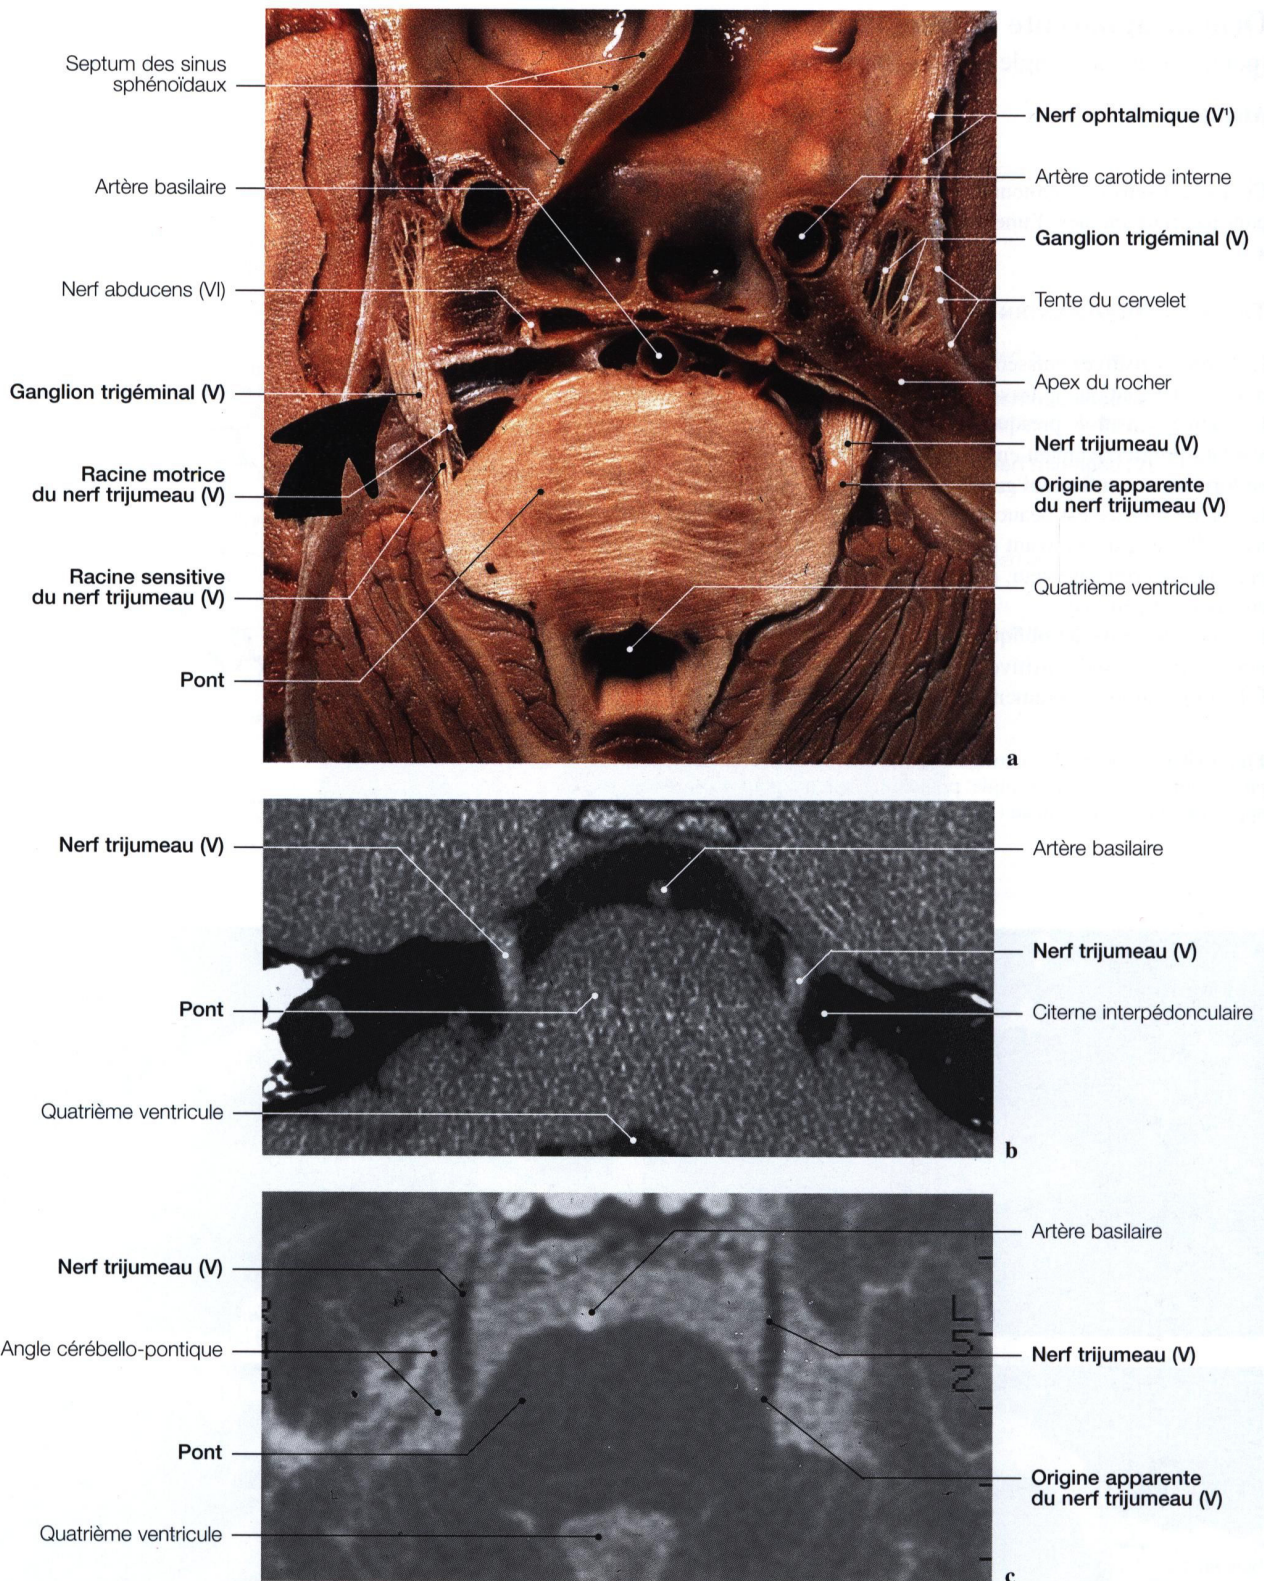 Septum des sinus
sphénoïdaux
Artère basilaire
Nerf abducens (VI)
Ganglion trigéminal (V)
Racine motrice
du nerf trijumeau (V)
Racine sensitive
du nerf trijumeau (V)
Pont
Nerf ophtalmique (V¹)
Artère carotide interne
Ganglion trigéminal (V)
Tente du cervelet
Apex du rocher
Nerf trijumeau (V)
Origine apparente
du nerf trijumeau (V)
Quatrième ventricule
a
Nerf trijumeau (V)
Pont
Quatrième ventricule
Artère basilaire
Nerf trijumeau (V)
Citerne interpédonculaire
b
Nerf trijumeau (V)
Angle cérébello-pontique
Pont
Quatrième ventricule
Artère basilaire
L52
Nerf trijumeau (V)
Origine apparente
du nerf trijumeau (V)
c